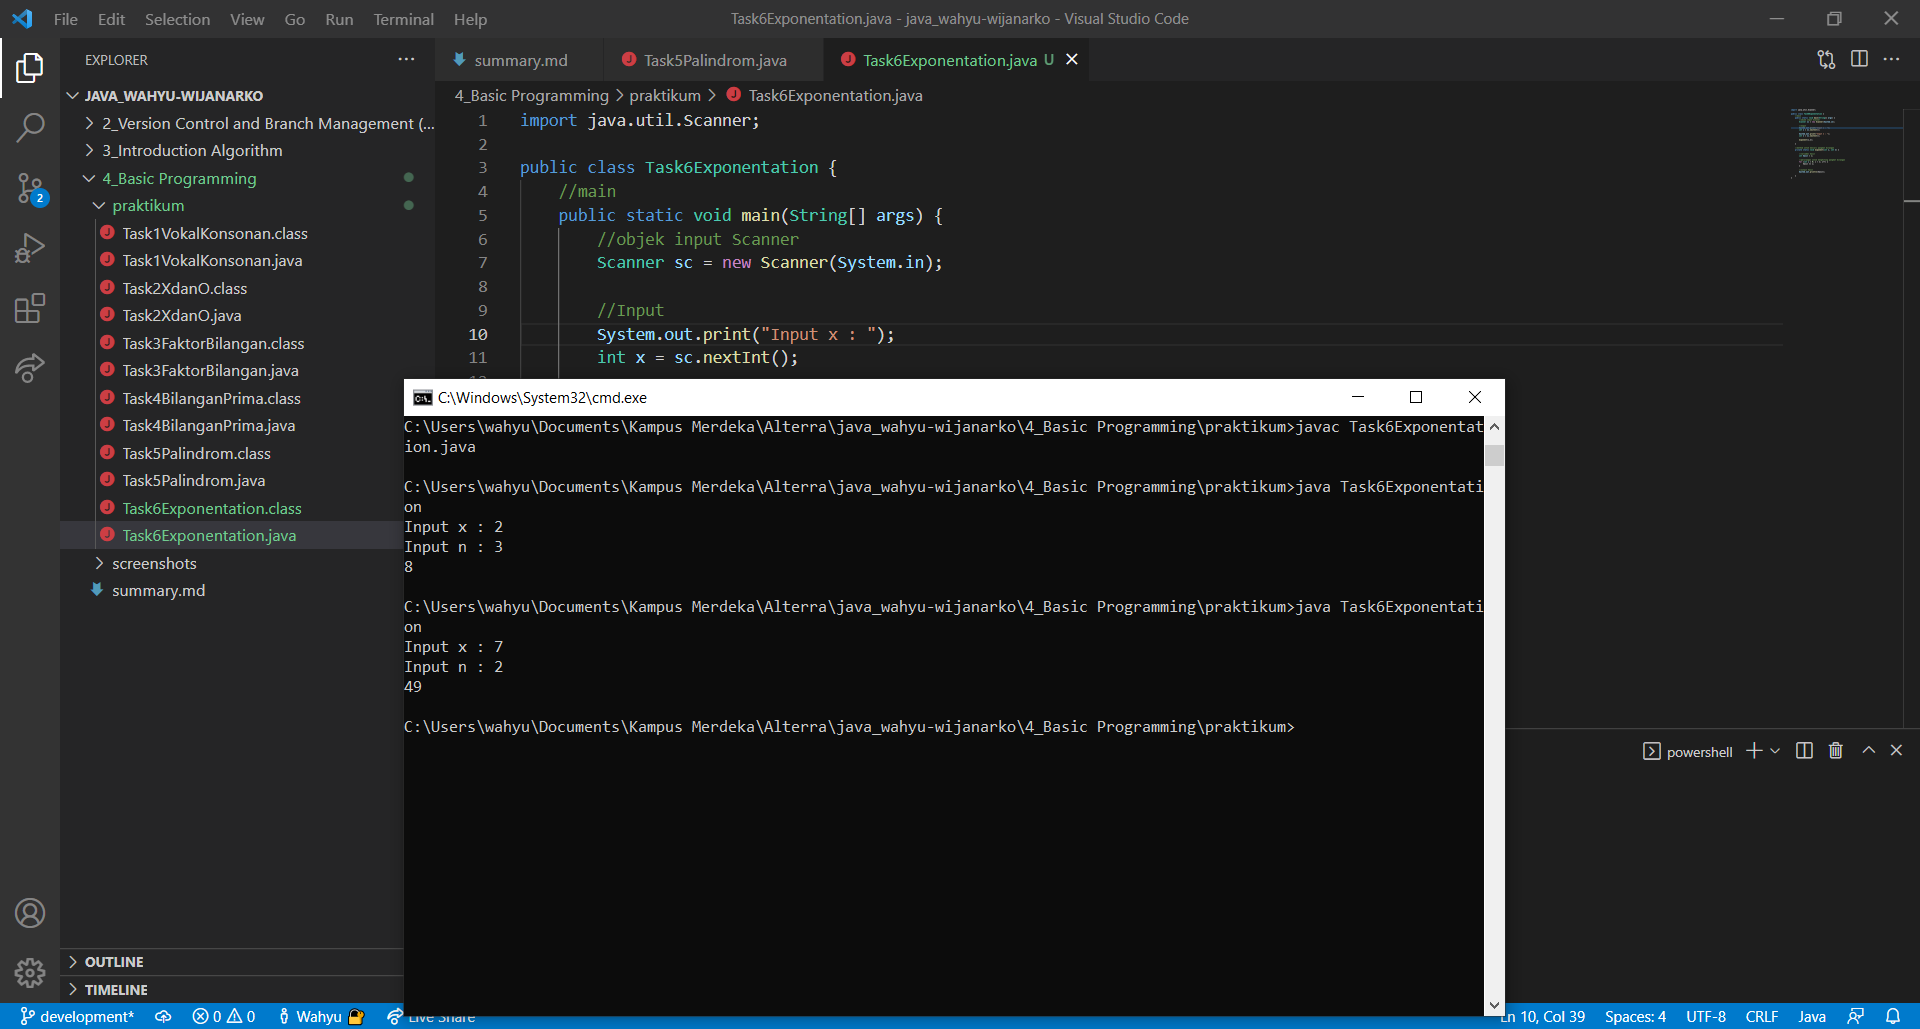 File Edit Selection View Go Run Terminal Help
Task6Exponentation.java - java_wahyu-wijanarko - Visual Studio Code
EXPLORER
JAVA_WAHYU-WIJANARKO
2_Version Control and Branch Management (...
3_Introduction Algorithm
4_Basic Programming
praktikum
Task1VokalKonsonan.class
Task1VokalKonsonan.java
Task2XdanO.class
Task2XdanO.java
Task3FaktorBilangan.class
Task3FaktorBilangan.java
Task4BilanganPrima.class
Task4BilanganPrima.java
Task5Palindrom.class
Task5Palindrom.java
Task6Exponentation.class
Task6Exponentation.java
screenshots
summary.md
OUTLINE
TIMELINE
2
summary.md Task5Palindrom.java Task6Exponentation.java U
4_Basic Programming > praktikum > Task6Exponentation.java
1 import java.util.Scanner;
2
3 public class Task6Exponentation {
4 //main
5 public static void main(String[] args) {
6 //objek input Scanner
7 Scanner sc = new Scanner(System.in);
8
9 //Input
10 System.out.print("Input x : ");
11 int x = sc.nextInt();
C:\Windows\System32\cmd.exe
C:\Users\wahyu\Documents\Kampus Merdeka\Alterra\java_wahyu-wijanarko\4_Basic Programming\praktikum>javac Task6Exponentat
ion.java
C:\Users\wahyu\Documents\Kampus Merdeka\Alterra\java_wahyu-wijanarko\4_Basic Programming\praktikum>java Task6Exponentati
on
Input x : 2
Input n : 3
8
C:\Users\wahyu\Documents\Kampus Merdeka\Alterra\java_wahyu-wijanarko\4_Basic Programming\praktikum>java Task6Exponentati
on
Input x : 7
Input n : 2
49
C:\Users\wahyu\Documents\Kampus Merdeka\Alterra\java_wahyu-wijanarko\4_Basic Programming\praktikum>
powershell
development* 0 0 Wahyu Live Share
Ln 10, Col 39 Spaces: 4 UTF-8 CRLF Java